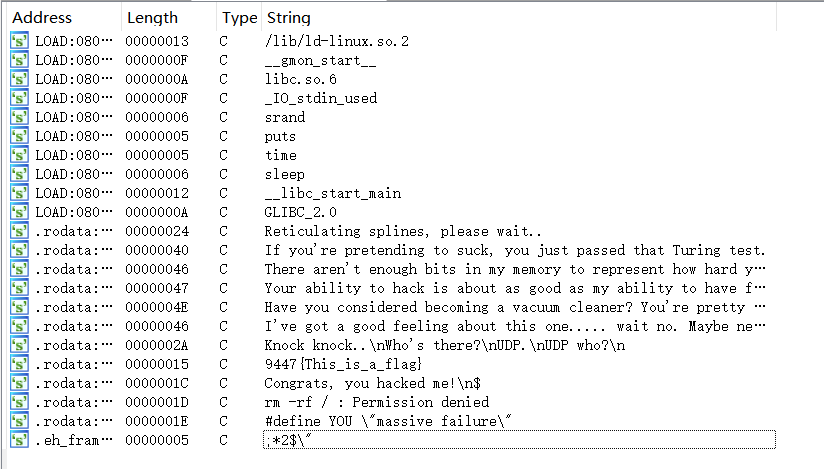 Address Length Type String
LOAD:080… 00000013 C /lib/ld-linux.so.2
LOAD:080… 0000000F C __gmon_start__
LOAD:080… 0000000A C libc.so.6
LOAD:080… 0000000F C _IO_stdin_used
LOAD:080… 00000006 C srand
LOAD:080… 00000005 C puts
LOAD:080… 00000005 C time
LOAD:080… 00000006 C sleep
LOAD:080… 00000012 C __libc_start_main
LOAD:080… 0000000A C GLIBC_2.0
.rodata:… 00000024 C Reticulating splines, please wait..
.rodata:… 00000040 C If you're pretending to suck, you just passed that Turing test.
.rodata:… 00000046 C There aren't enough bits in my memory to represent how hard y…
.rodata:… 00000047 C Your ability to hack is about as good as my ability to have f…
.rodata:… 0000004E C Have you considered becoming a vacuum cleaner? You're pretty …
.rodata:… 00000046 C I've got a good feeling about this one..... wait no. Maybe ne…
.rodata:… 0000002A C Knock knock..\nWho's there?\nUDP.\nUDP who?\n
.rodata:… 00000015 C 9447{This_is_a_flag}
.rodata:… 0000001C C Congrats, you hacked me!\n$
.rodata:… 0000001D C rm -rf / : Permission denied
.rodata:… 0000001E C #define YOU \"massive failure\"
.eh_fram… 00000005 C ;*2$\"